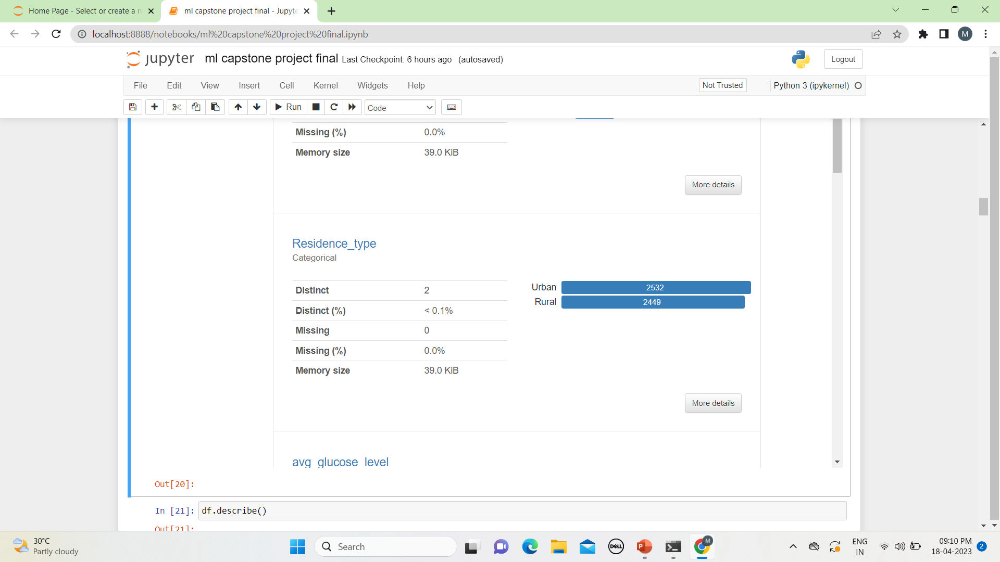 Home Page - Select or create a n
ml capstone project final - Jupyte
localhost:8888/notebooks/ml%20capstone%20project%20final.ipynb
M
jupyter ml capstone project final Last Checkpoint: 6 hours ago (autosaved)
Logout
File Edit View Insert Cell Kernel Widgets Help
Not Trusted
Python 3 (ipykernel)
Run
Code
Missing (%) 0.0%
Memory size 39.0 KiB
More details
Residence_type
Categorical
Distinct 2
Distinct (%) < 0.1%
Missing 0
Missing (%) 0.0%
Memory size 39.0 KiB
Urban 2532
Rural 2449
More details
avg_glucose_level
Out[20]:
In [21]: df.describe()
Out[21]:
30°C
Partly cloudy
Search
DELL
P
M
ENG
IN
09:10 PM
18-04-2023
2